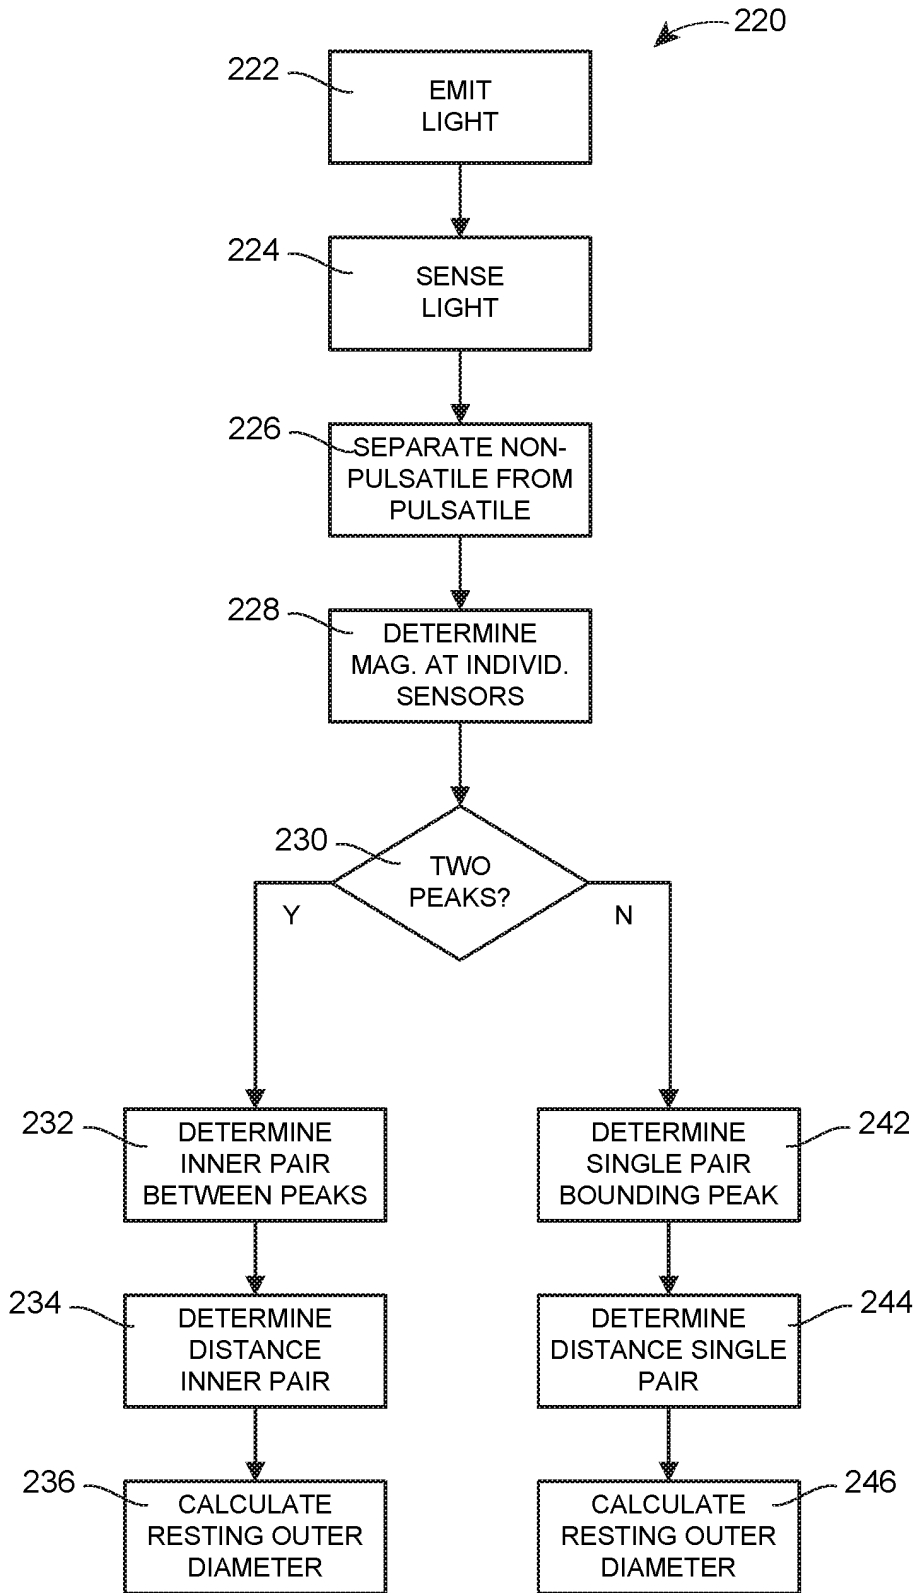 220
222
EMIT
LIGHT
224
SENSE
LIGHT
226
SEPARATE NON-
PULSATILE FROM
PULSATILE
228
DETERMINE
MAG. AT INDIVID.
SENSORS
230
TWO
PEAKS?
Y
N
232
DETERMINE
INNER PAIR
BETWEEN PEAKS
234
DETERMINE
DISTANCE
INNER PAIR
236
CALCULATE
RESTING OUTER
DIAMETER
242
DETERMINE
SINGLE PAIR
BOUNDING PEAK
244
DETERMINE
DISTANCE SINGLE
PAIR
246
CALCULATE
RESTING OUTER
DIAMETER